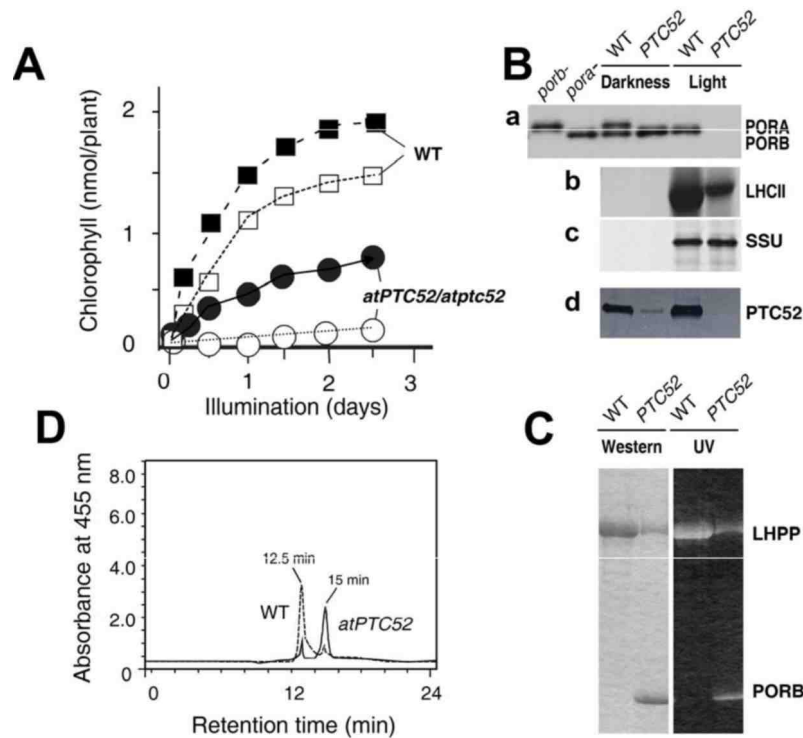 A
Chlorophyll (nmol/plant)
2
1
0
WT
atPTC52/atptc52
0
1
2
3
Illumination (days)
B
porb-
pora-
WT
PTC52
WT
PTC52
Darkness
Light
a
PORA
PORB
b
LHCII
c
SSU
d
PTC52
C
WT
PTC52
WT
PTC52
Western
UV
LHPP
PORB
D
Absorbance at 455 nm
8.0
6.0
4.0
2.0
0
12.5 min
15 min
WT
atPTC52
0
12
24
Retention time (min)